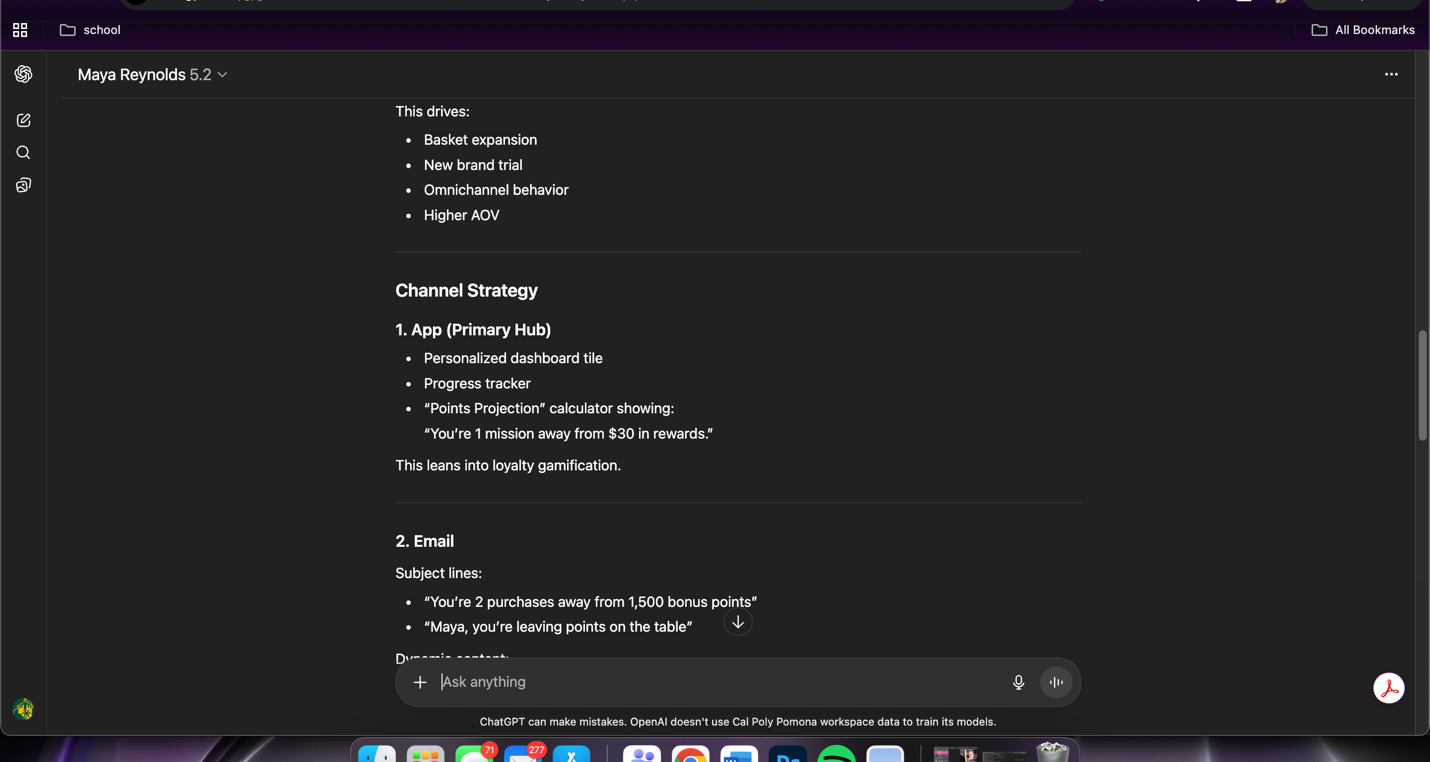 school
All Bookmarks
Maya Reynolds 5.2
This drives:
• Basket expansion
• New brand trial
• Omnichannel behavior
• Higher AOV
Channel Strategy
1. App (Primary Hub)
• Personalized dashboard tile
• Progress tracker
• “Points Projection” calculator showing:
“You’re 1 mission away from $30 in rewards.”
This leans into loyalty gamification.
2. Email
Subject lines:
• “You’re 2 purchases away from 1,500 bonus points”
• “Maya, you’re leaving points on the table”
Dynamic content:
Ask anything
ChatGPT can make mistakes. OpenAI doesn't use Cal Poly Pomona workspace data to train its models.
71
277